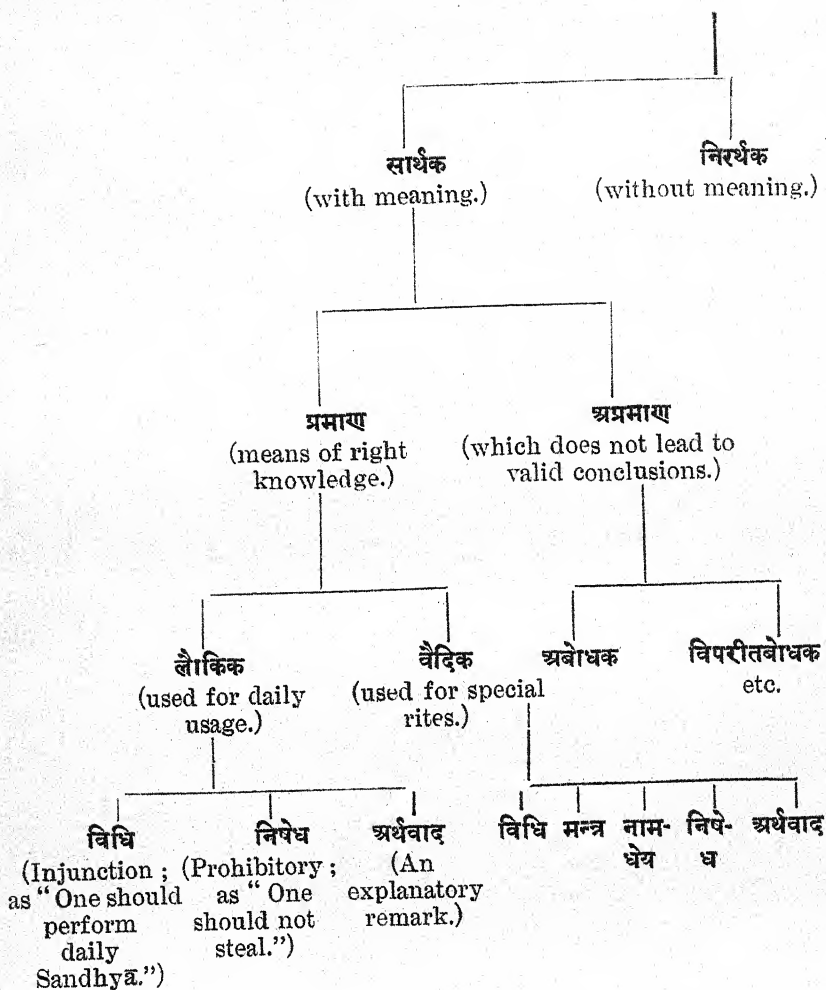 सार्थक
(with meaning.)
निरर्थक
(without meaning.)
प्रमाण
(means of right
knowledge.)
अप्रमाण
(which does not lead to
valid conclusions.)
लौकिक
(used for daily
usage.)
वैदिक
(used for special
rites.)
अबोधक
विपरीतबोधक
etc.
विधि
(Injunction ;
as “ One should
perform
daily
Sandhyā.”)
निषेध
(Prohibitory ;
as “ One
should not
steal.”)
अर्थवाद
(An
explanatory
remark.)
विधि
मन्त्र
नाम-
धेय
निषे-
ध
अर्थवाद